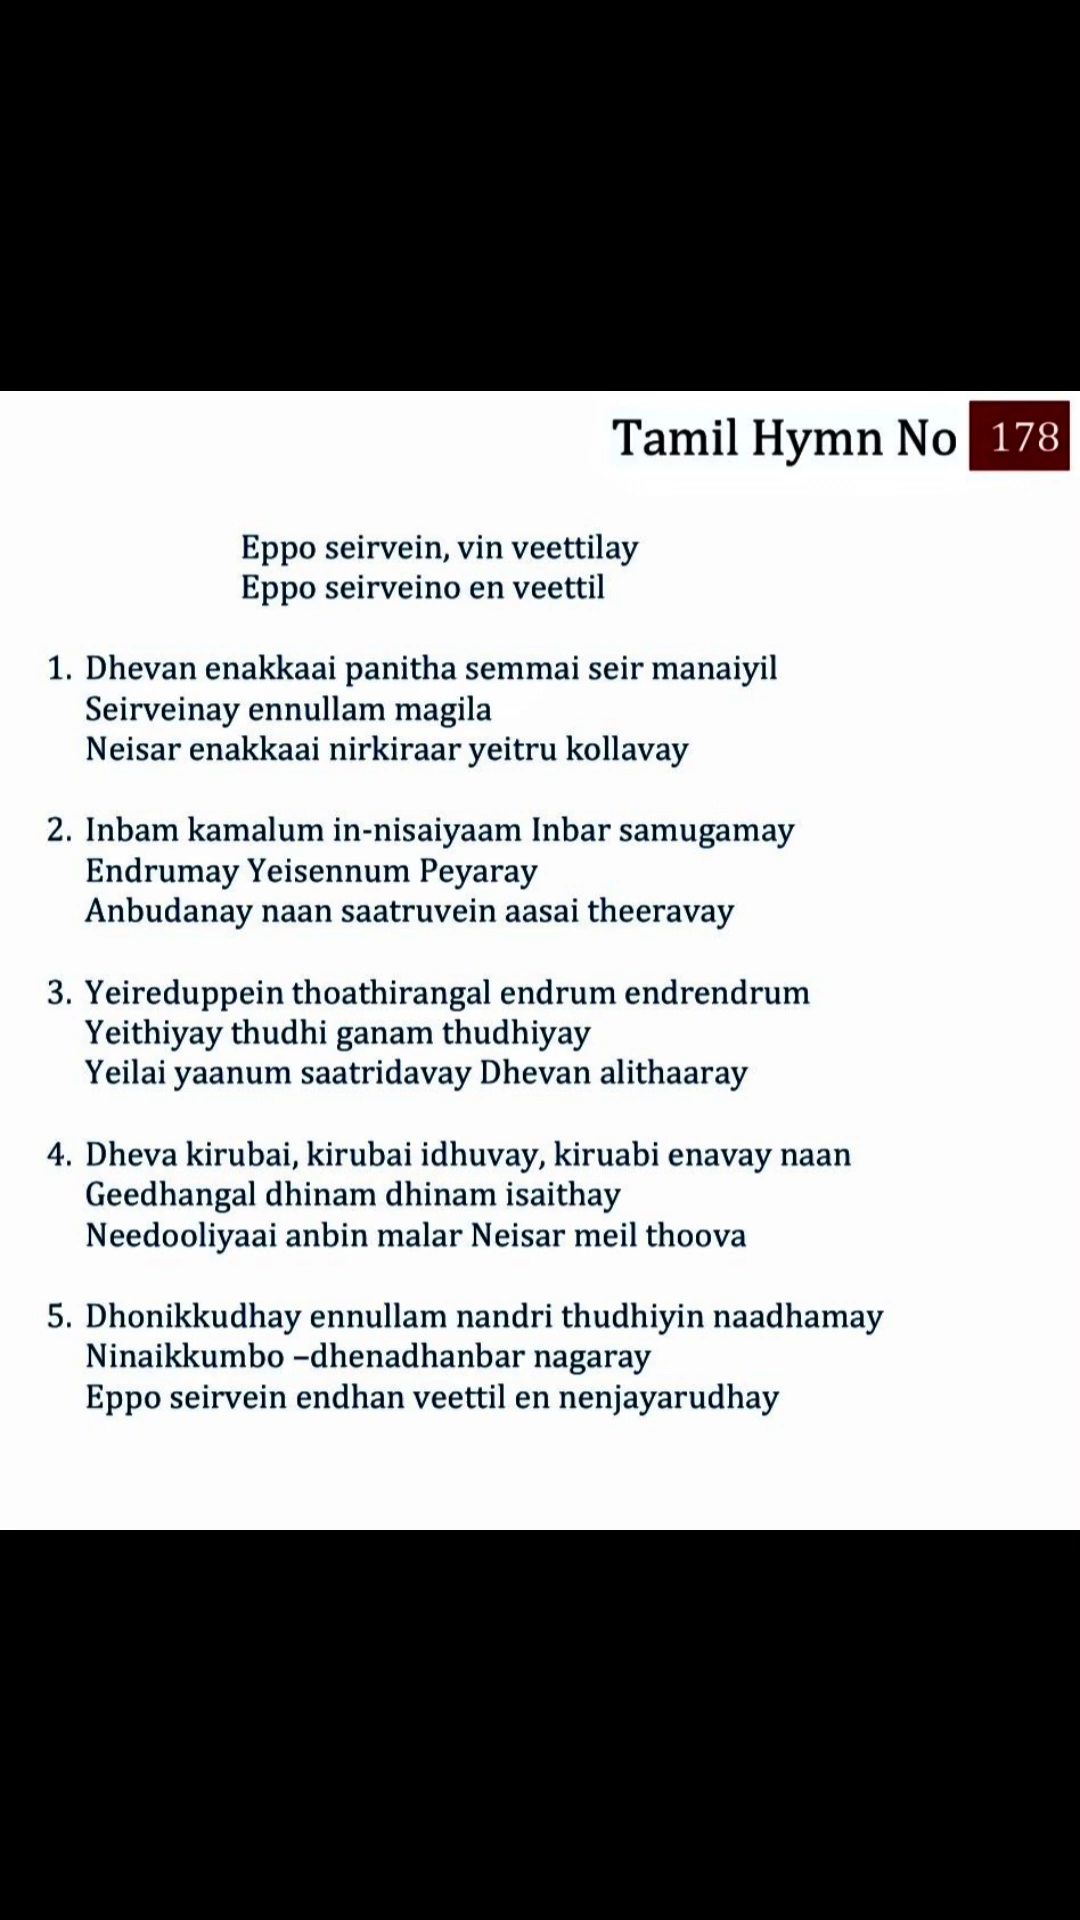 Tamil Hymn No 178
Eppo seirvein, vin veettilay
Eppo seirveino en veettil
1. Dhevan enakkaai panitha semmai seir manaiyil
Seirveinay ennullam magila
Neisar enakkaai nirkiraar yeitru kollavay
2. Inbam kamalum in-nisaiyaam Inbar samugamay
Endrumay Yeisennum Peyaray
Anbudanay naan saatruvein aasai theeravay
3. Yeireduppein thoathirangal endrum endrendrum
Yeithiyay thudhi ganam thudhiyay
Yeilai yaanum saatridavay Dhevan alithaaray
4. Dheva kirubai, kirubai idhuvay, kiruabi enavay naan
Geedhangal dhinam dhinam isaithay
Needooliyaai anbin malar Neisar meil thoova
5. Dhonikkudhay ennullam nandri thudhiyin naadhamay
Ninaikkumbo –dhenadhanbar nagaray
Eppo seirvein endhan veettil en nenjayarudhay